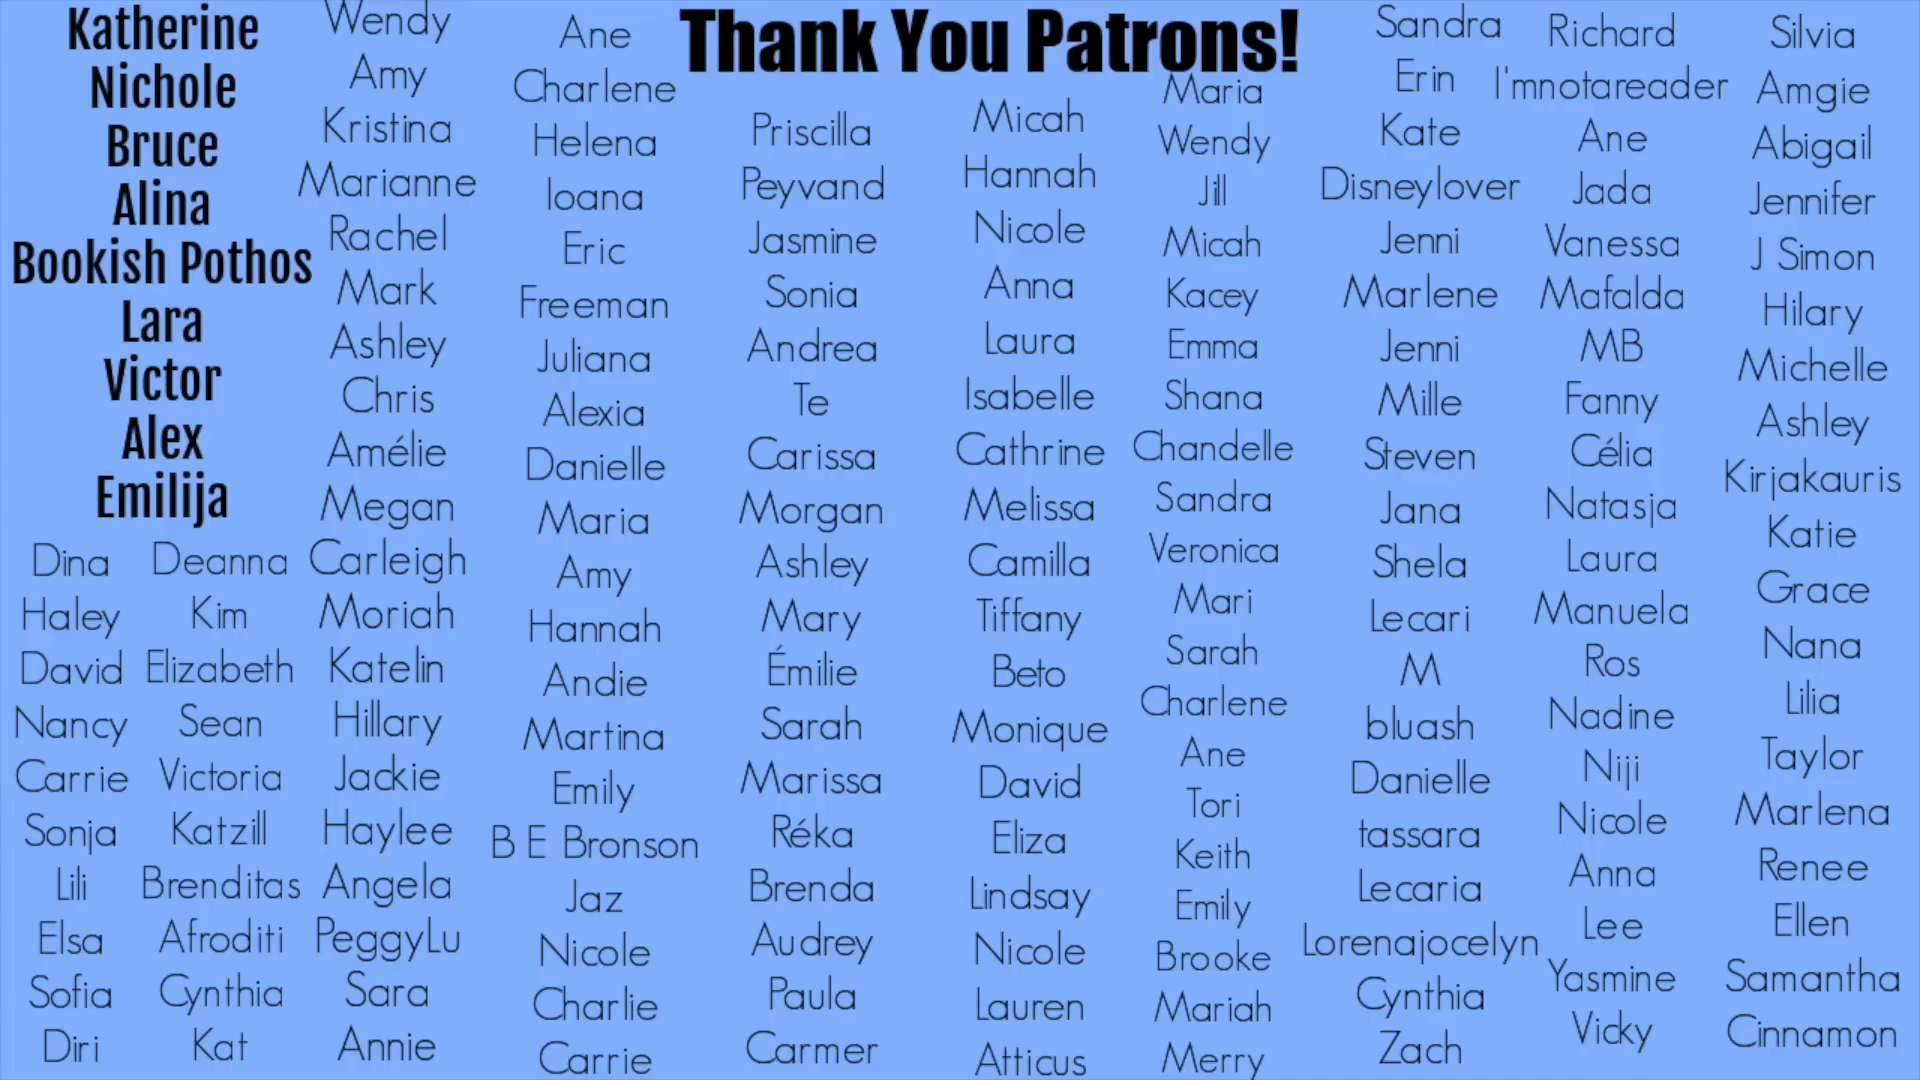 Thank You Patrons!
Katherine
Nichole
Bruce
Alina
Bookish Pothos
Lara
Victor
Alex
Emilija
Dina
Haley
David
Nancy
Carrie
Sonja
Lili
Elsa
Sofia
Diri
Deanna
Kim
Elizabeth
Sean
Victoria
Katzill
Brenditas
Afroditi
Cynthia
Kat
Wendy
Amy
Kristina
Marianne
Rachel
Mark
Ashley
Chris
Amélie
Megan
Carleigh
Moriah
Katelin
Hillary
Jackie
Haylee
Angela
PeggyLu
Sara
Annie
Ane
Charlene
Helena
Ioana
Eric
Freeman
Juliana
Alexia
Danielle
Maria
Amy
Hannah
Andie
Martina
Emily
B E Bronson
Jaz
Nicole
Charlie
Carrie
Priscilla
Peyvand
Jasmine
Sonia
Andrea
Te
Carissa
Morgan
Ashley
Mary
Émilie
Sarah
Marissa
Réka
Brenda
Audrey
Paula
Carmer
Micah
Hannah
Nicole
Anna
Laura
Isabelle
Cathrine
Melissa
Camilla
Tiffany
Beto
Monique
David
Eliza
Lindsay
Nicole
Lauren
Atticus
Maria
Wendy
Jill
Micah
Kacey
Emma
Shana
Chandelle
Sandra
Veronica
Mari
Sarah
Charlene
Ane
Tori
Keith
Emily
Brooke
Mariah
Merry
Sandra
Erin
Kate
Disneylover
Jenni
Marlene
Jenni
Mille
Steven
Jana
Shela
Lecari
M
bluash
Danielle
tassara
Lecaria
Lorenajocelyn
Cynthia
Zach
Richard
I'mnotareader
Ane
Jada
Vanessa
Mafalda
MB
Fanny
Célia
Natasja
Laura
Manuela
Ros
Nadine
Niji
Nicole
Anna
Lee
Yasmine
Vicky
Silvia
Amgie
Abigail
Jennifer
J Simon
Hilary
Michelle
Ashley
Kirjakauris
Katie
Grace
Nana
Lilia
Taylor
Marlena
Renee
Ellen
Samantha
Cinnamon